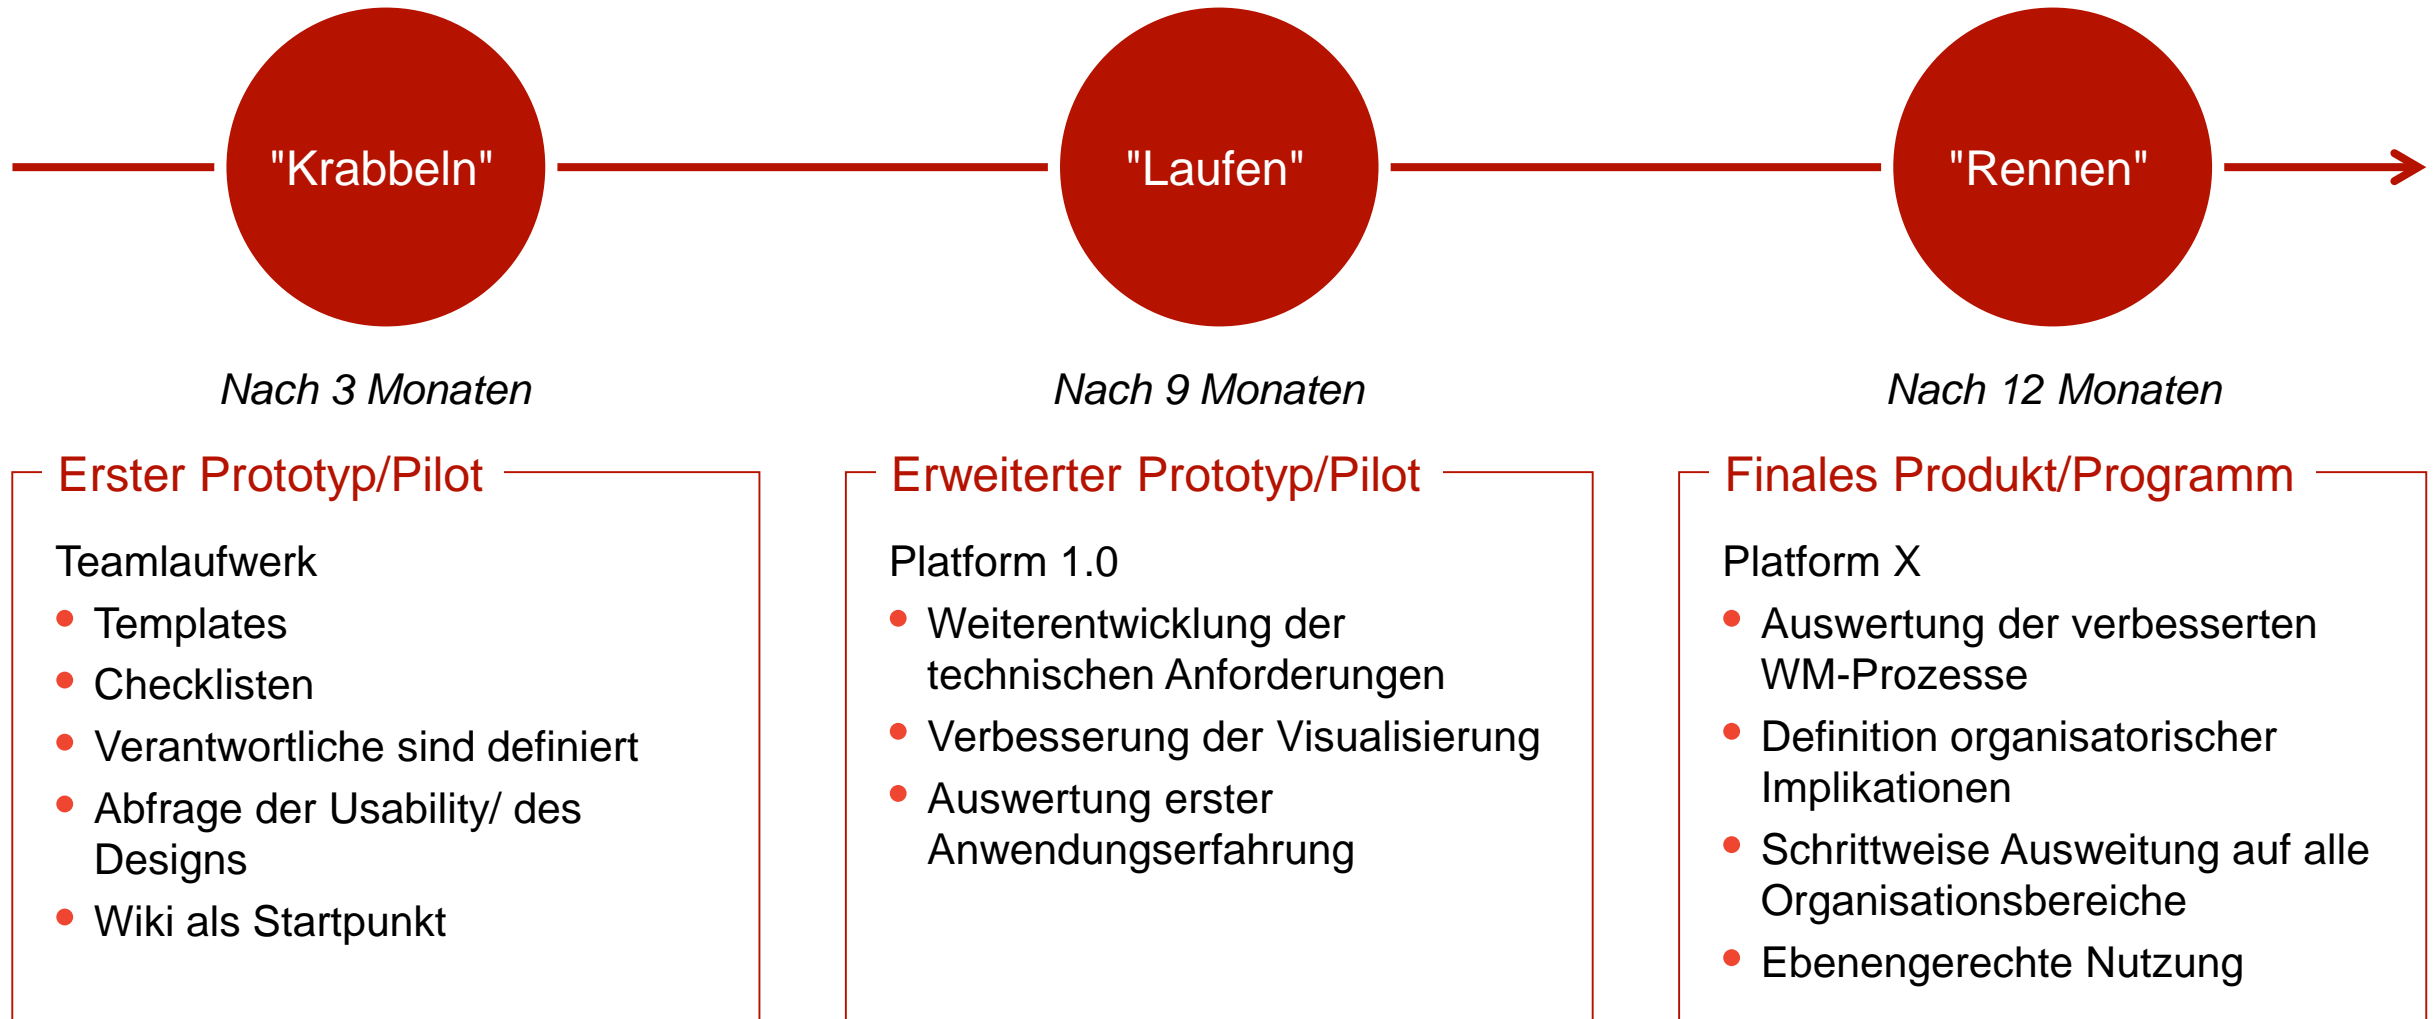 "Krabbeln"
"Laufen"
"Rennen"
Nach 3 Monaten
Nach 9 Monaten
Nach 12 Monaten
Erster Prototyp/Pilot
Teamlaufwerk
• Templates
• Checklisten
• Verantwortliche sind definiert
• Abfrage der Usability/ des
Designs
• Wiki als Startpunkt
Erweiterter Prototyp/Pilot
Platform 1.0
• Weiterentwicklung der
technischen Anforderungen
• Verbesserung der Visualisierung
• Auswertung erster
Anwendungserfahrung
Finales Produkt/Programm
Platform X
• Auswertung der verbesserten
WM-Prozesse
• Definition organisatorischer
Implikationen
• Schrittweise Ausweitung auf alle
Organisationsbereiche
• Ebenengerechte Nutzung